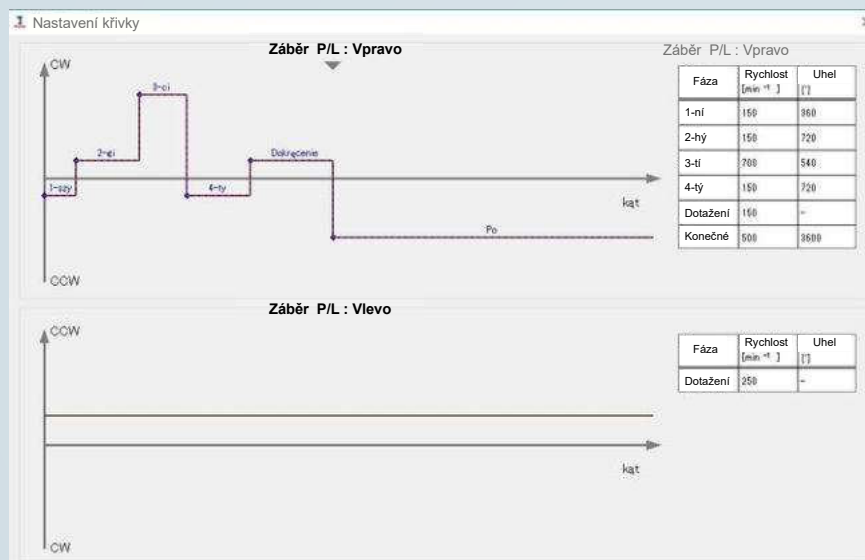 Nastavení křivky
Záběr P/L : Vpravo
Záběr P/L : Vpravo
CW
3-ci
2-gi
Dokręcenie
1-szy
4-ty
kąt
Po
CCW
Fáza Rychlost [min⁻¹ ] Uhel [°]
1-ní 150 360
2-hý 150 720
3-tí 700 540
4-tý 150 720
Dotažení 150 -
Konečné 500 3600
Záběr P/L : Vlevo
CCW
kąt
CW
Fáza Rychlost [min⁻¹ ] Uhel [°]
Dotažení 250 -